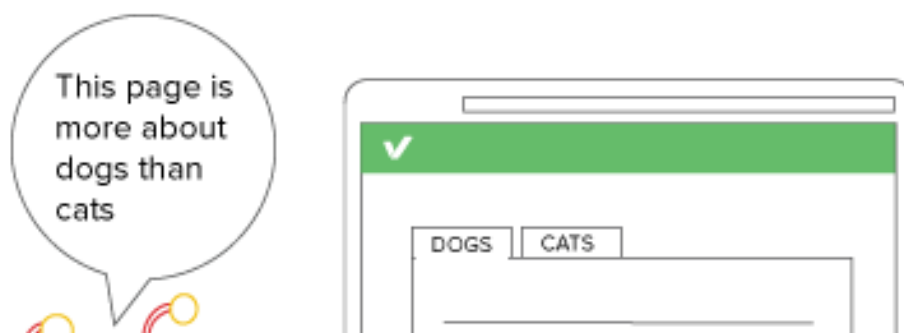 This page is
more about
dogs than
cats
DOGS
CATS